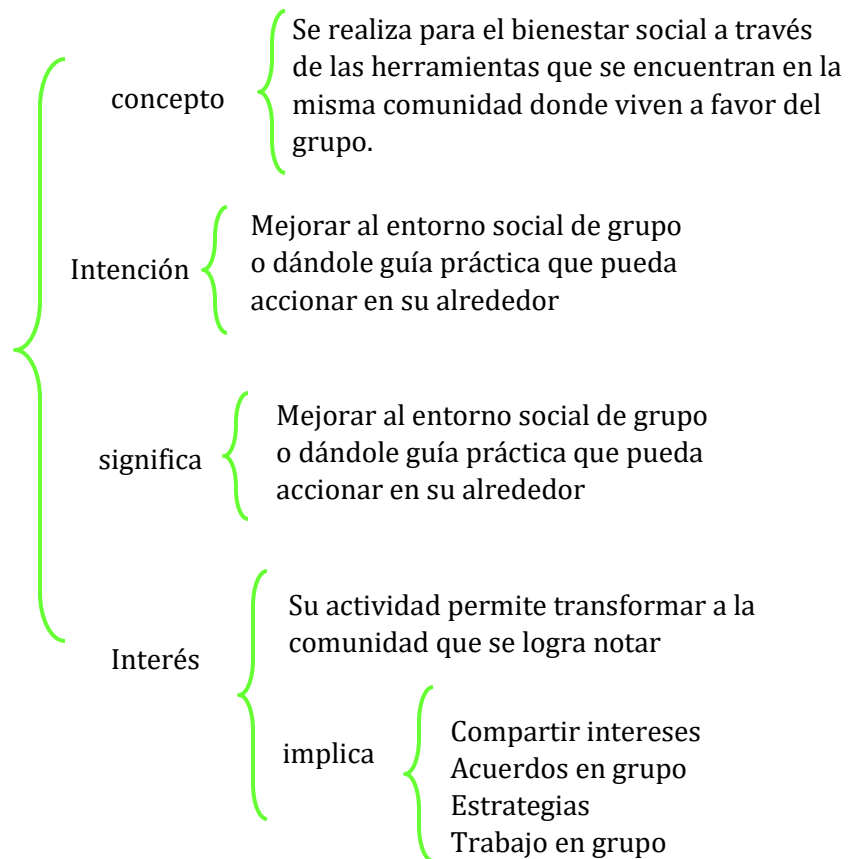 concepto
Se realiza para el bienestar social a través
de las herramientas que se encuentran en la
misma comunidad donde viven a favor del
grupo.
Intención
Mejorar al entorno social de grupo
o dándole guía práctica que pueda
accionar en su alrededor
significa
Mejorar al entorno social de grupo
o dándole guía práctica que pueda
accionar en su alrededor
Interés
Su actividad permite transformar a la
comunidad que se logra notar
implica
Compartir intereses
Acuerdos en grupo
Estrategias
Trabajo en grupo